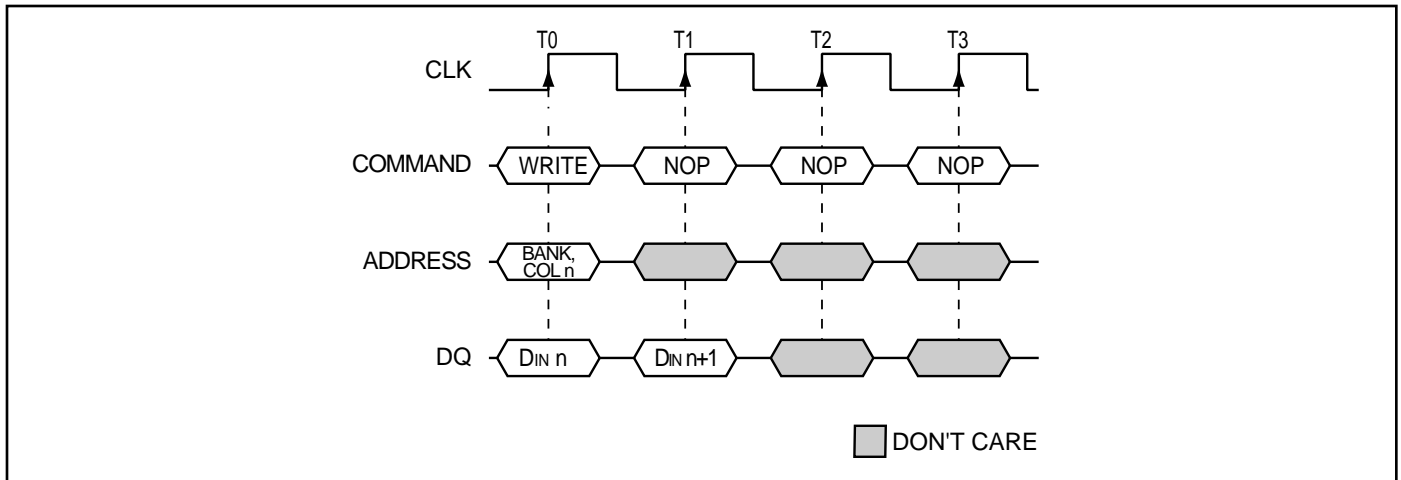 T0 T1 T2 T3
CLK
COMMAND WRITE NOP NOP NOP
ADDRESS BANK,
COL n
DQ DIN n DIN n+1
DON'T CARE